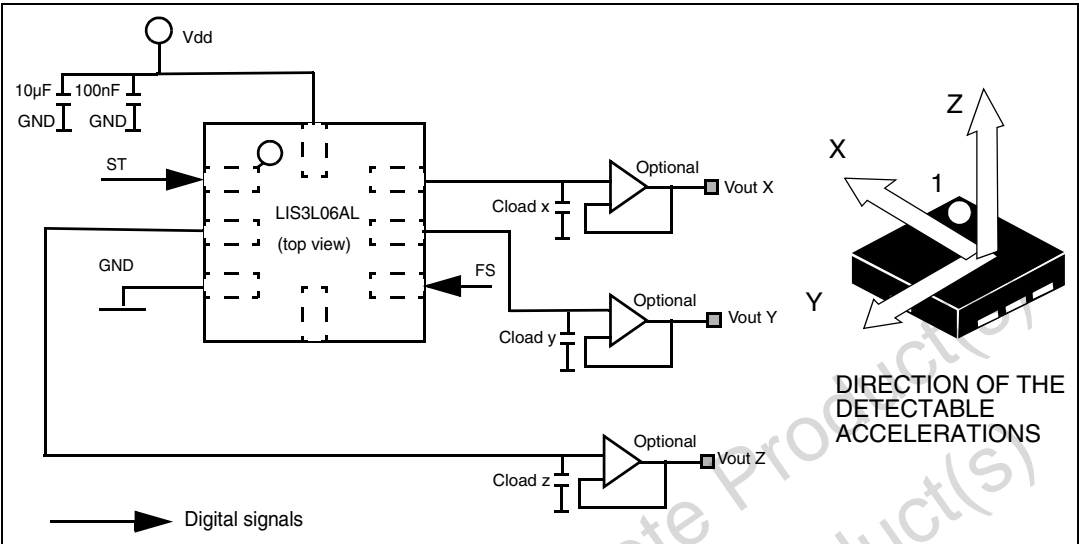 Vdd
10µF
100nF
GND
GND
ST
LIS3L06AL
(top view)
GND
FS
Optional
Cload x
Vout X
Optional
Cload y
Vout Y
Optional
Cload z
Vout Z
Digital signals
Z
X
1
Y
DIRECTION OF THE
DETECTABLE
ACCELERATIONS
Product(s)